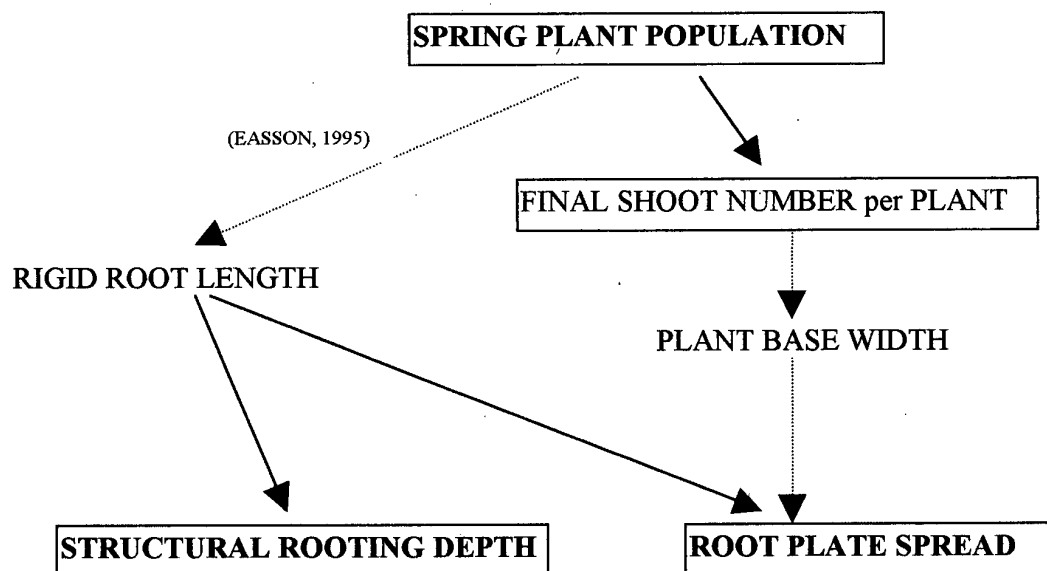 SPRING PLANT POPULATION
(EASSON, 1995)
FINAL SHOOT NUMBER per PLANT
RIGID ROOT LENGTH
PLANT BASE WIDTH
STRUCTURAL ROOTING DEPTH
ROOT PLATE SPREAD